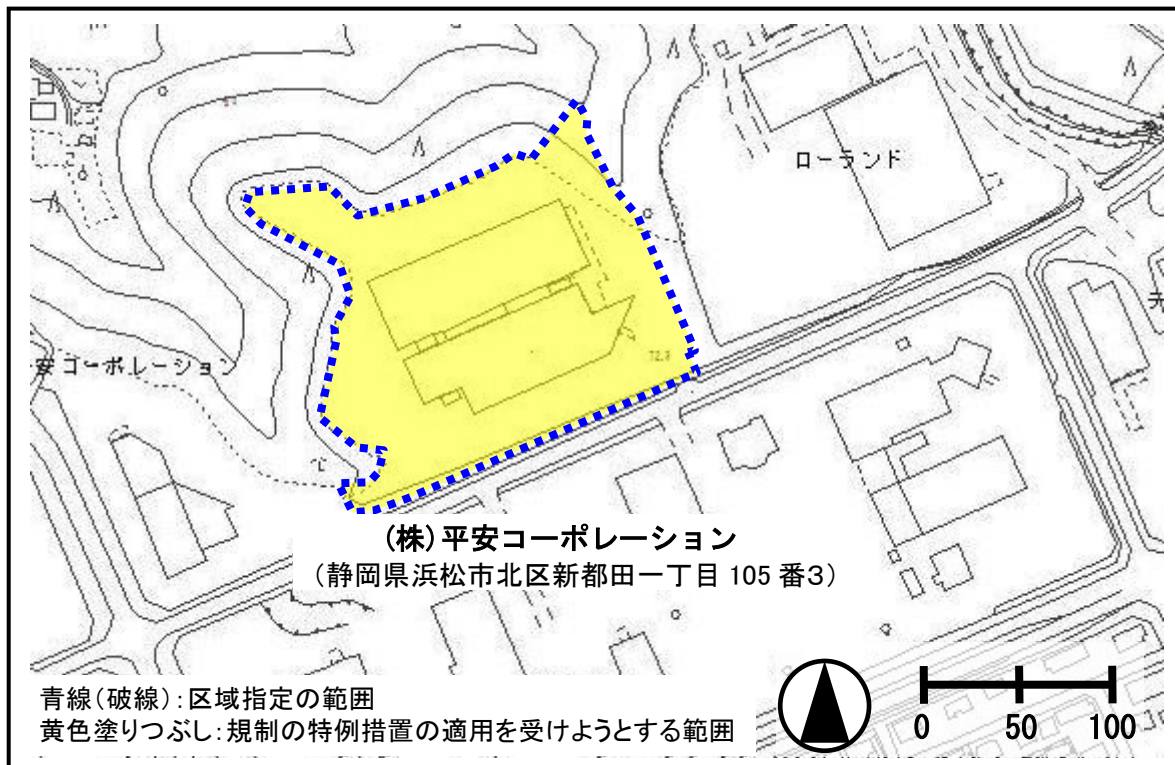 ローランド
安コーポレーション
(株)平安コーポレーション
(静岡県浜松市北区新都田一丁目 105 番3)
青線(破線):区域指定の範囲
黄色塗りつぶし:規制の特例措置の適用を受けようとする範囲
0 50 100